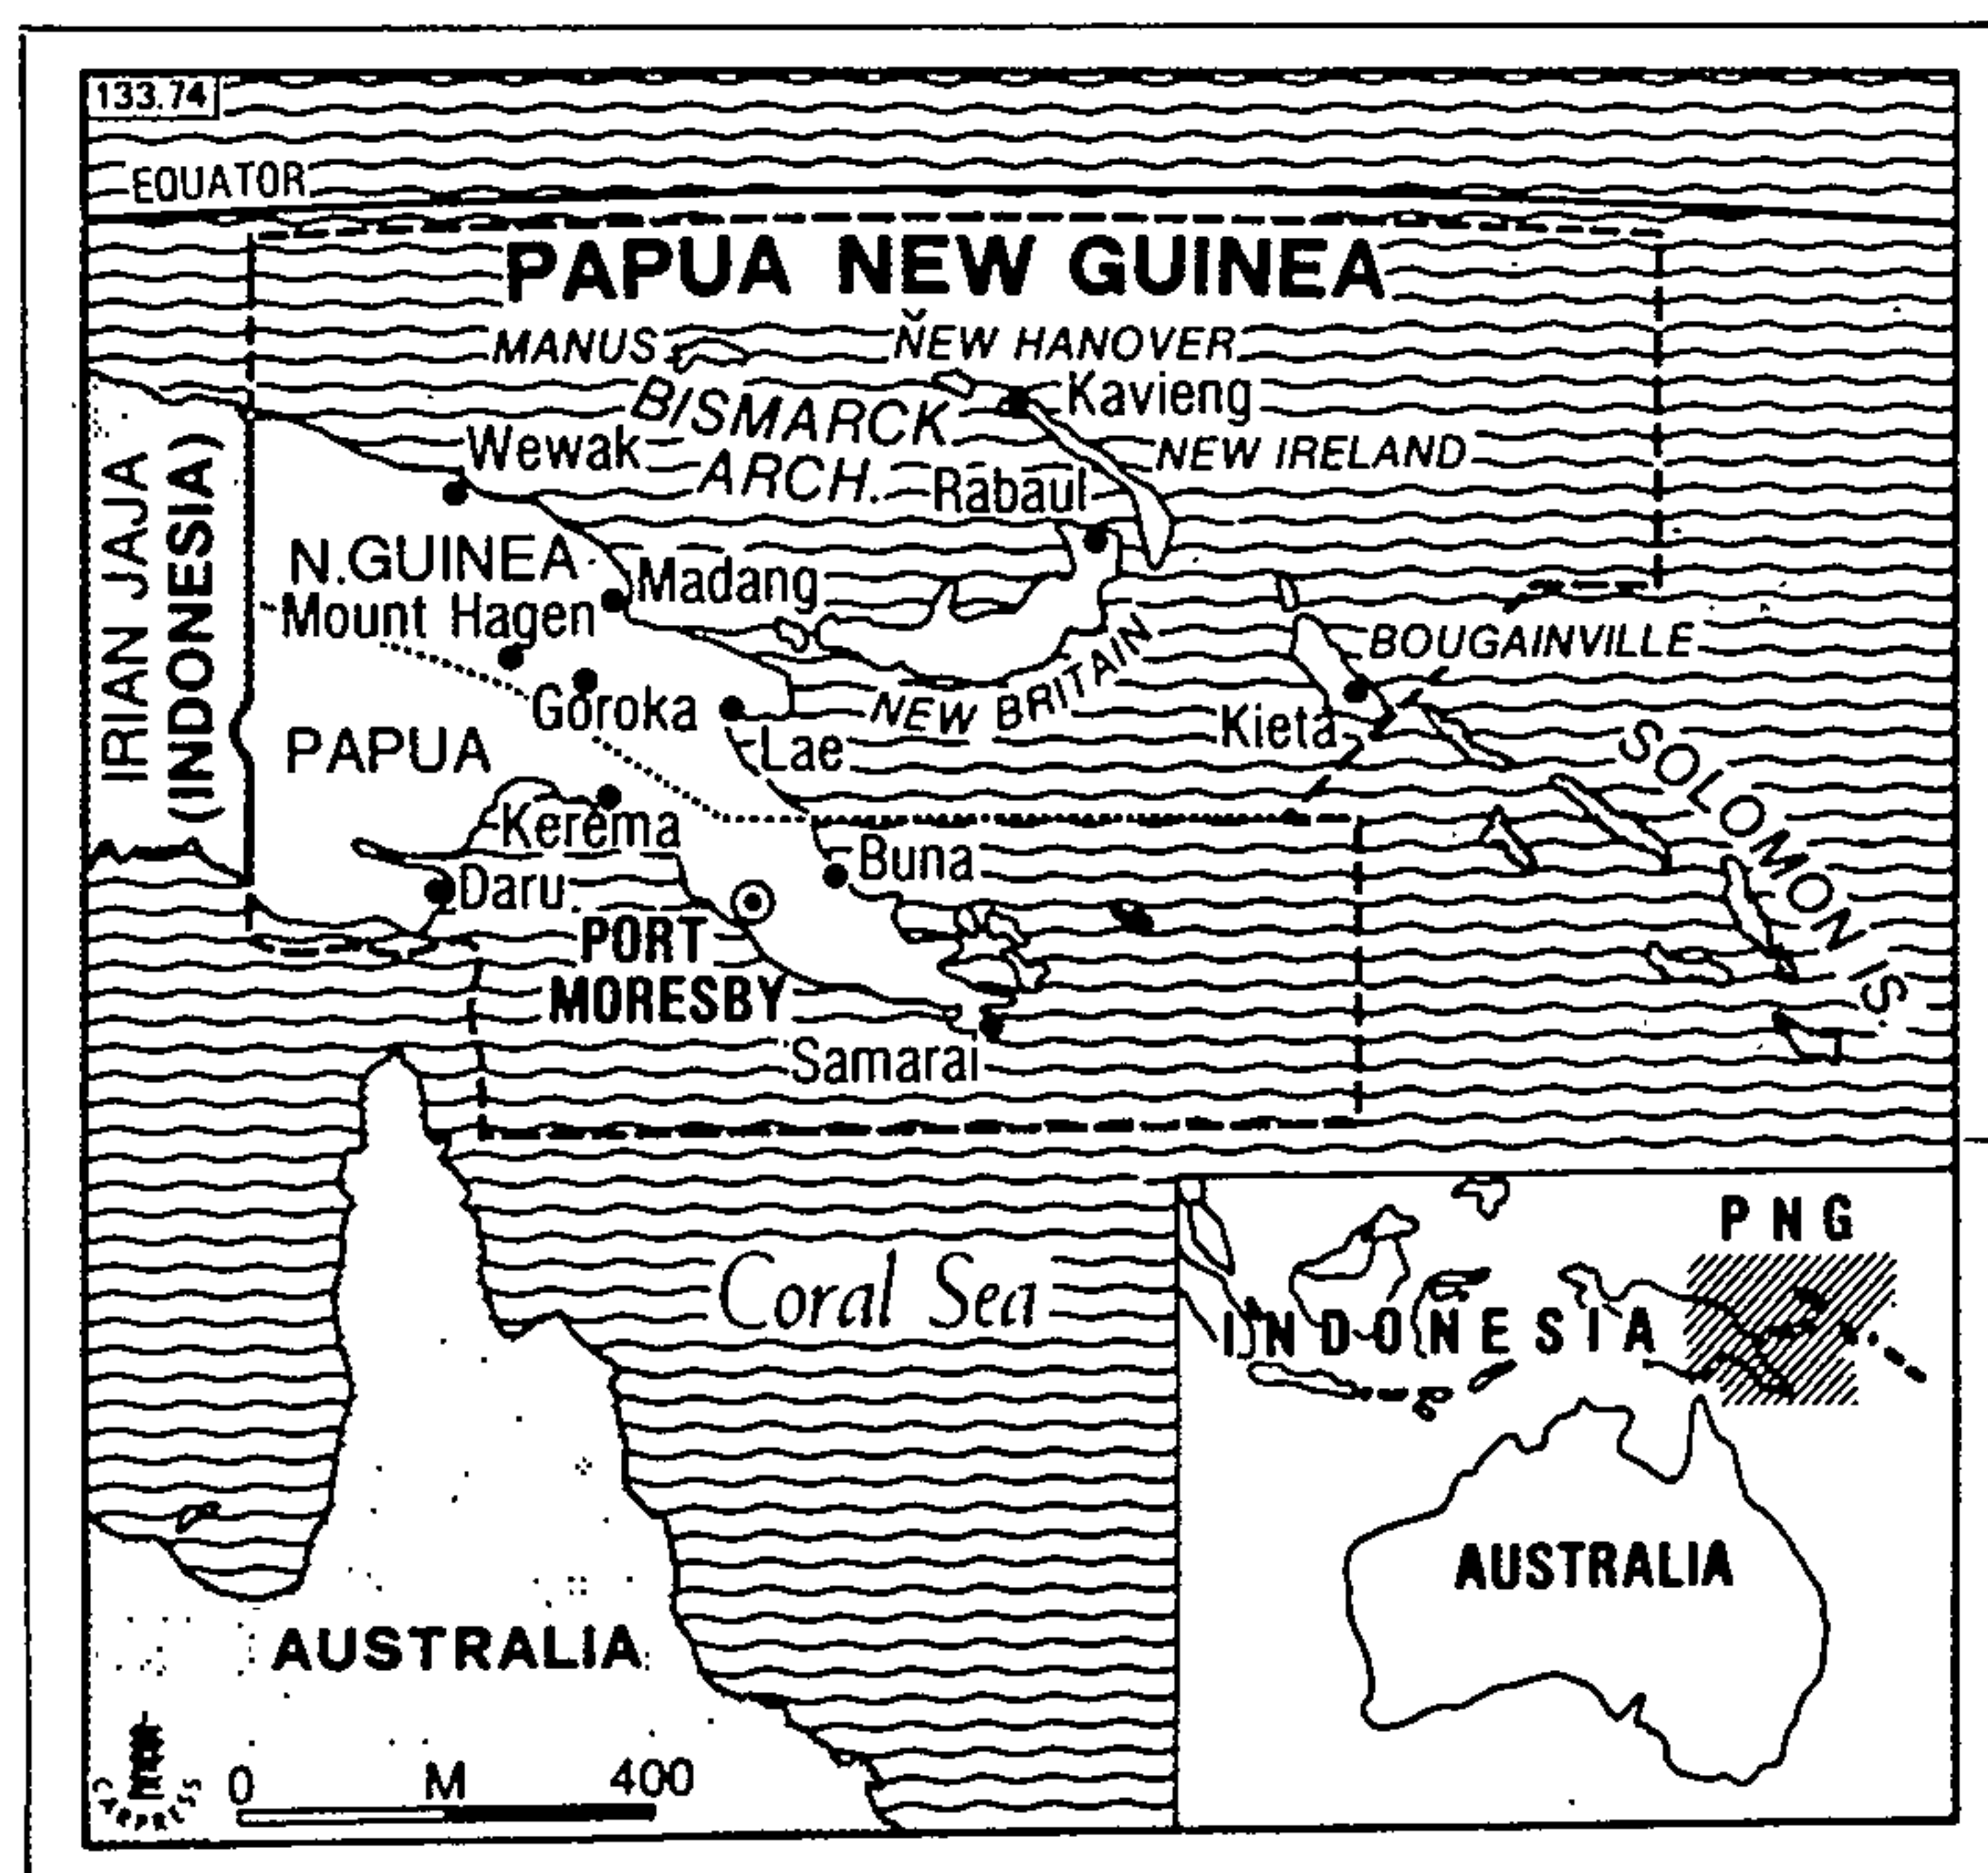 133.74
EQUATOR
PAPUA NEW GUINEA
MANUS
NEW HANOVER
BISMARCK
ARCH.
Kavieng
Wewak
NEW IRELAND
Rabaul
IRIAN JAJA
(INDONESIA)
N.GUINEA
Madang
Mount Hagen
BOUGAINVILLE
Goroka
NEW BRITAIN
Kieta
PAPUA
Lae
SOLOMON IS.
Kerema
Buna
Daru
PORT
MORESBY
Samarai
Coral Sea
PNG
INDONESIA
AUSTRALIA
AUSTRALIA
0 M 400